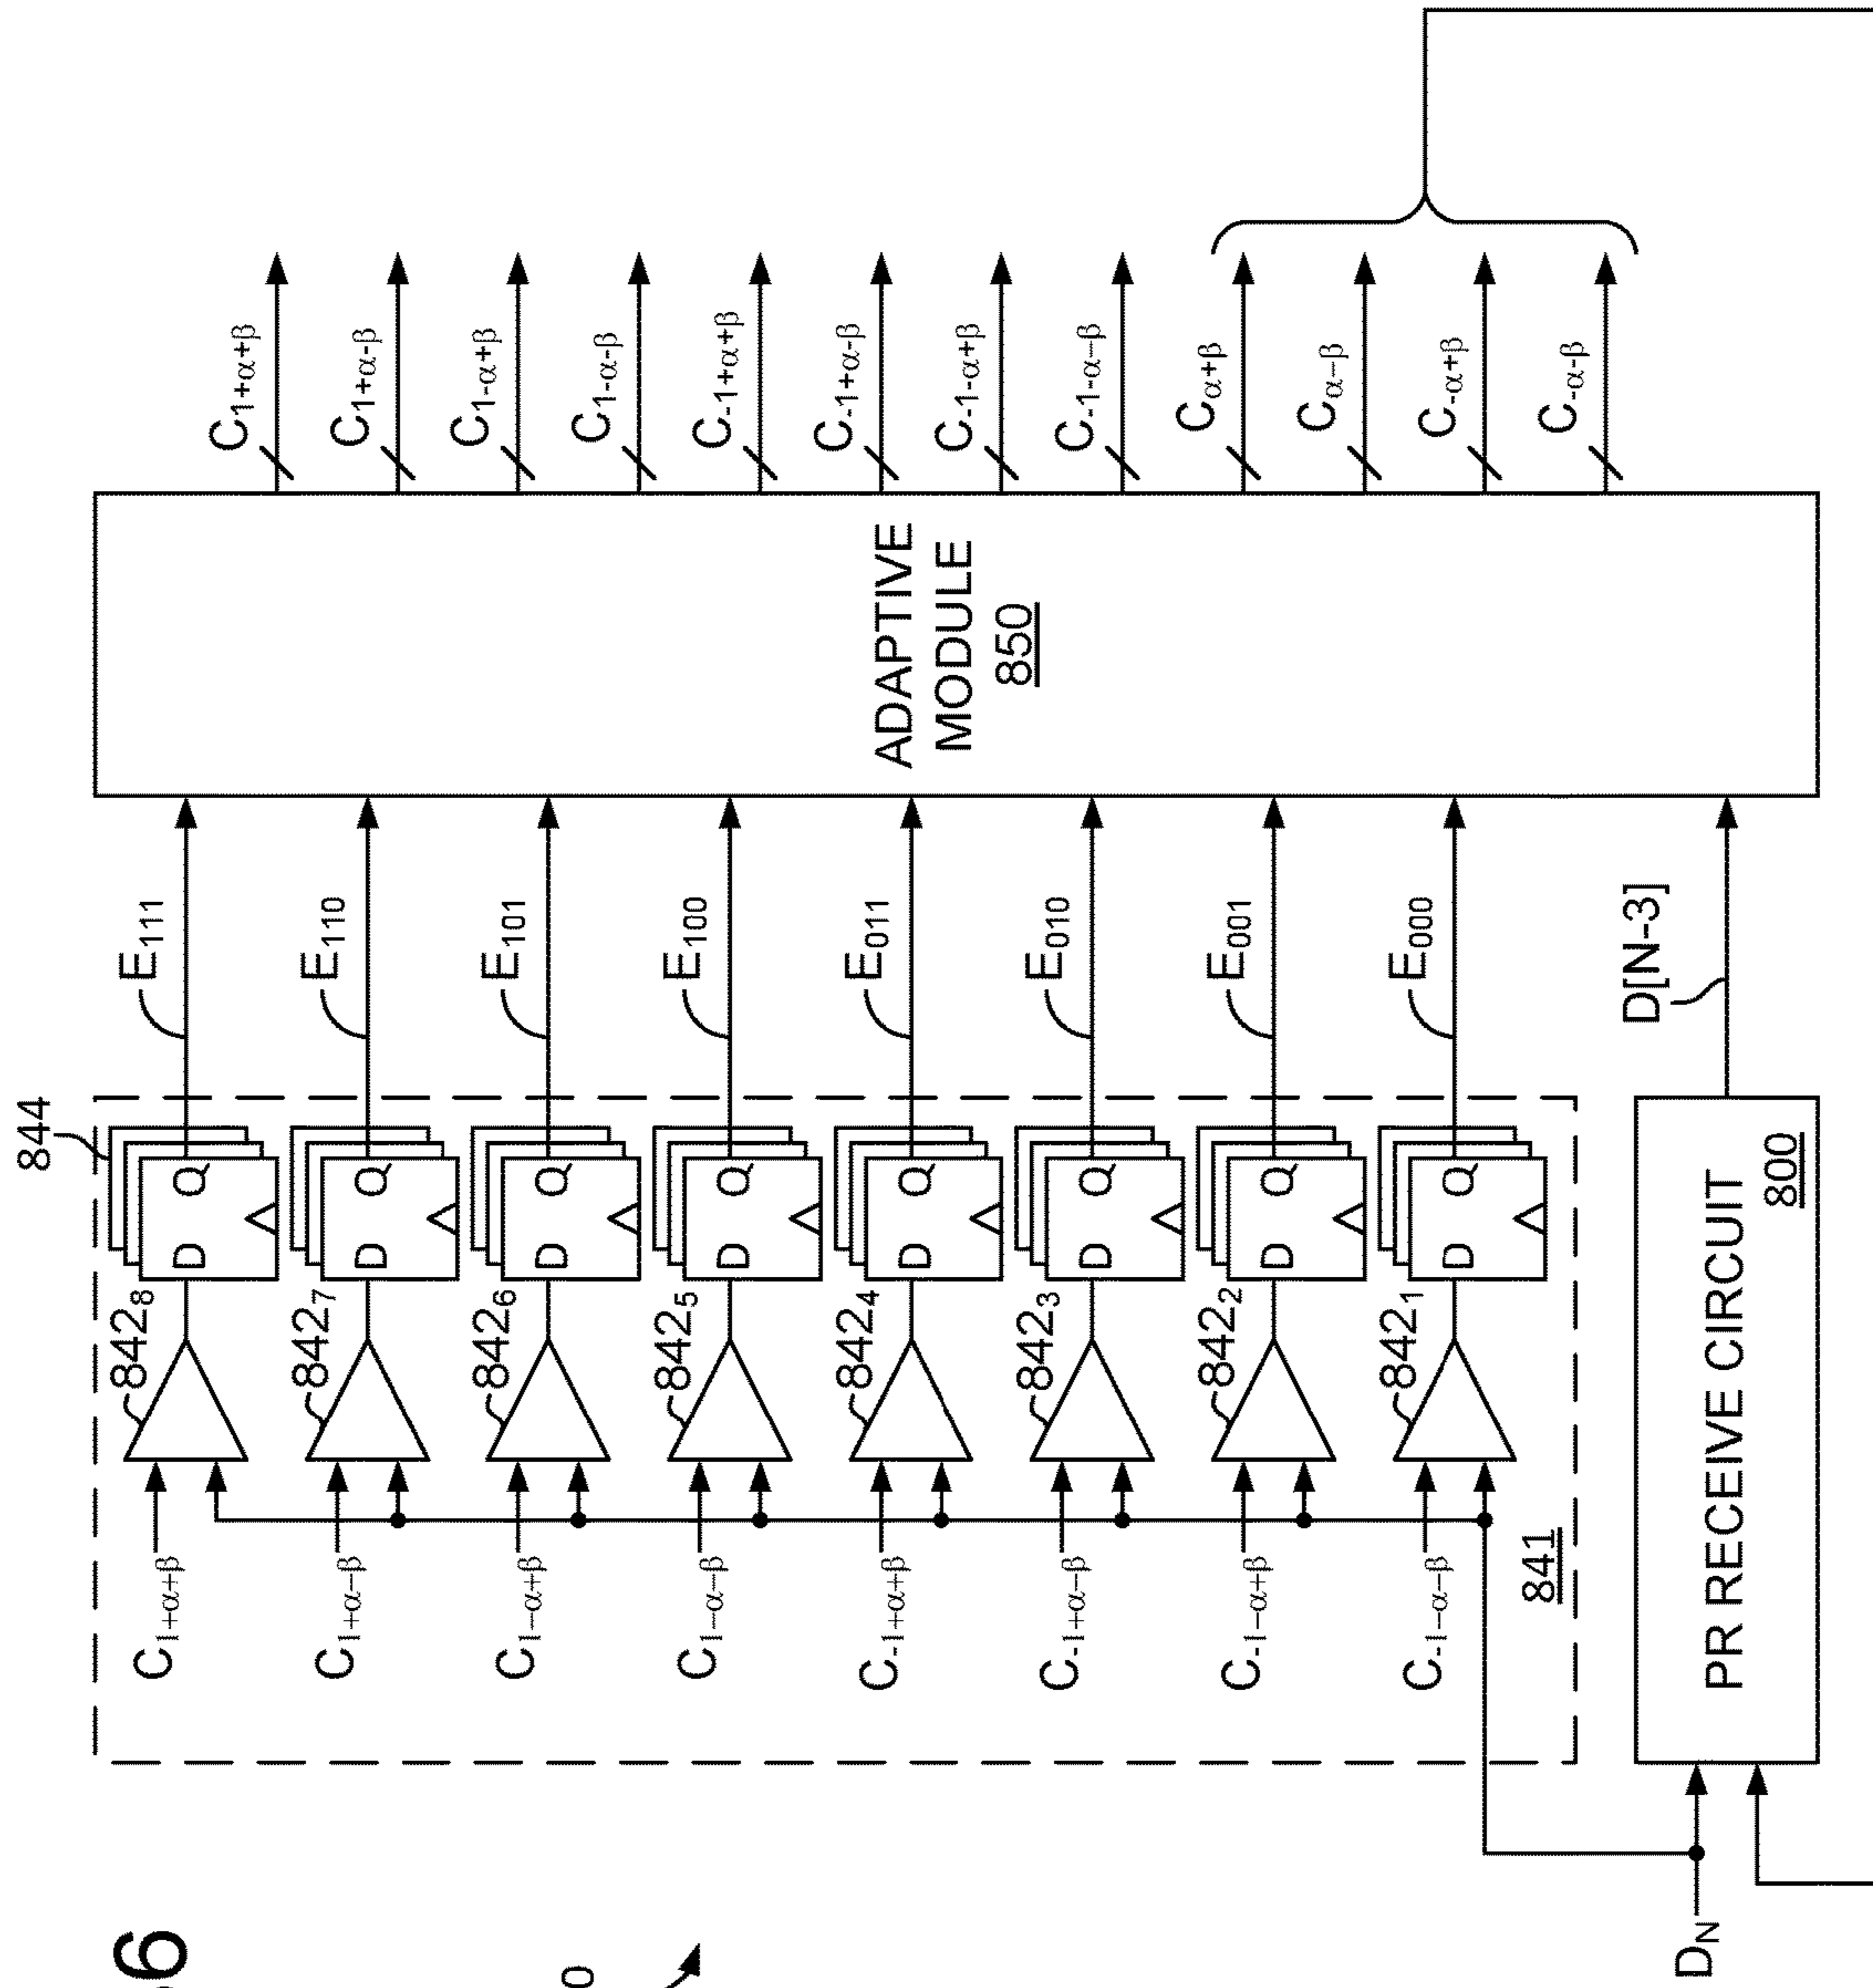 6
0
844
C1+α+β
842₈
D Q
E111
C1+α-β
842₇
D Q
E110
C1-α+β
842₆
D Q
E101
C1-α-β
842₅
D Q
E100
C-1+α+β
842₄
D Q
E011
C-1+α-β
842₃
D Q
E010
C-1-α+β
842₂
D Q
E001
C-1-α-β
842₁
D Q
E000
841
DN
PR RECEIVE CIRCUIT
800
D[N-3]
ADAPTIVE
MODULE
850
C1+α+β
C1+α-β
C1-α+β
C1-α-β
C-1+α+β
C-1+α-β
C-1-α+β
C-1-α-β
Cα+β
Cα-β
C-α+β
C-α-β